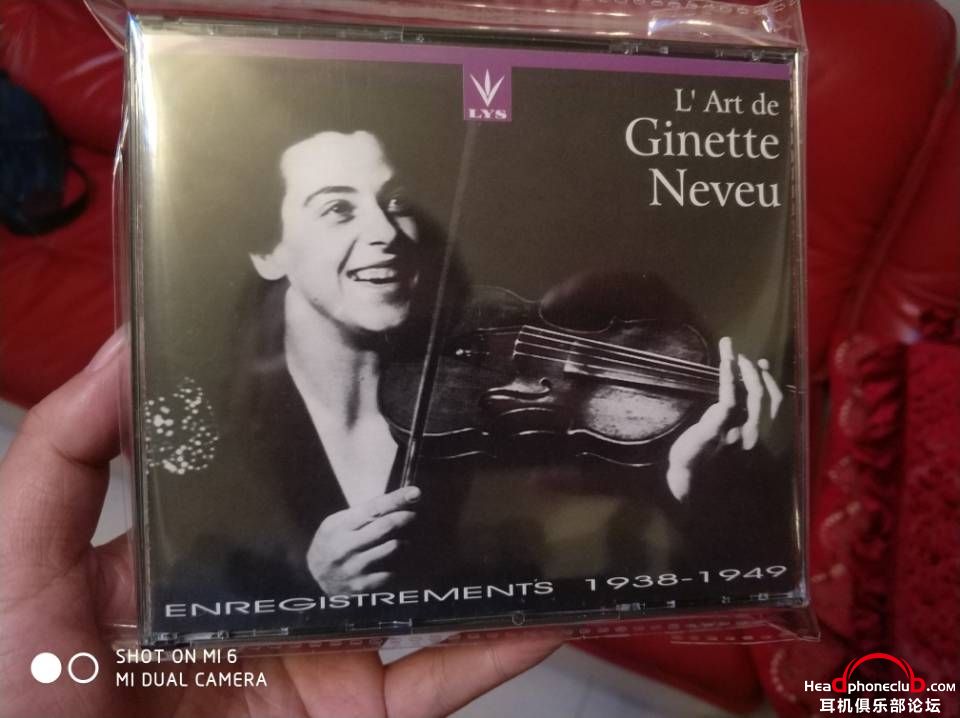 LYS
L' Art de
Ginette
Neveu
ENREGISTREMENTS 1938-1949
SHOT ON MI 6
MI DUAL CAMERA
Headphoneclub.com
耳机俱乐部论坛